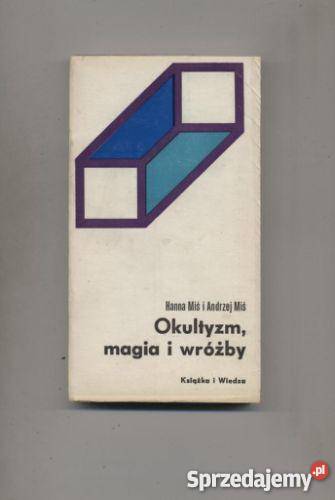 Hanna Miś i Andrzej Miś
Okultyzm,
magia i wróżby
Książka i Wiedza
Sprzedajemy.pl